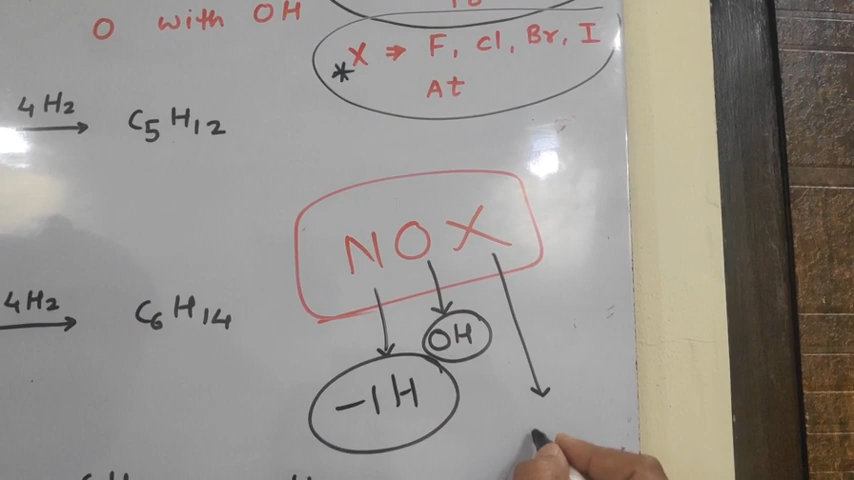 O with OH
*X ⇒ F, Cl, Br, I
At
4H2 → C5H12
NOX
4H2 → C6H14
OH
-1H